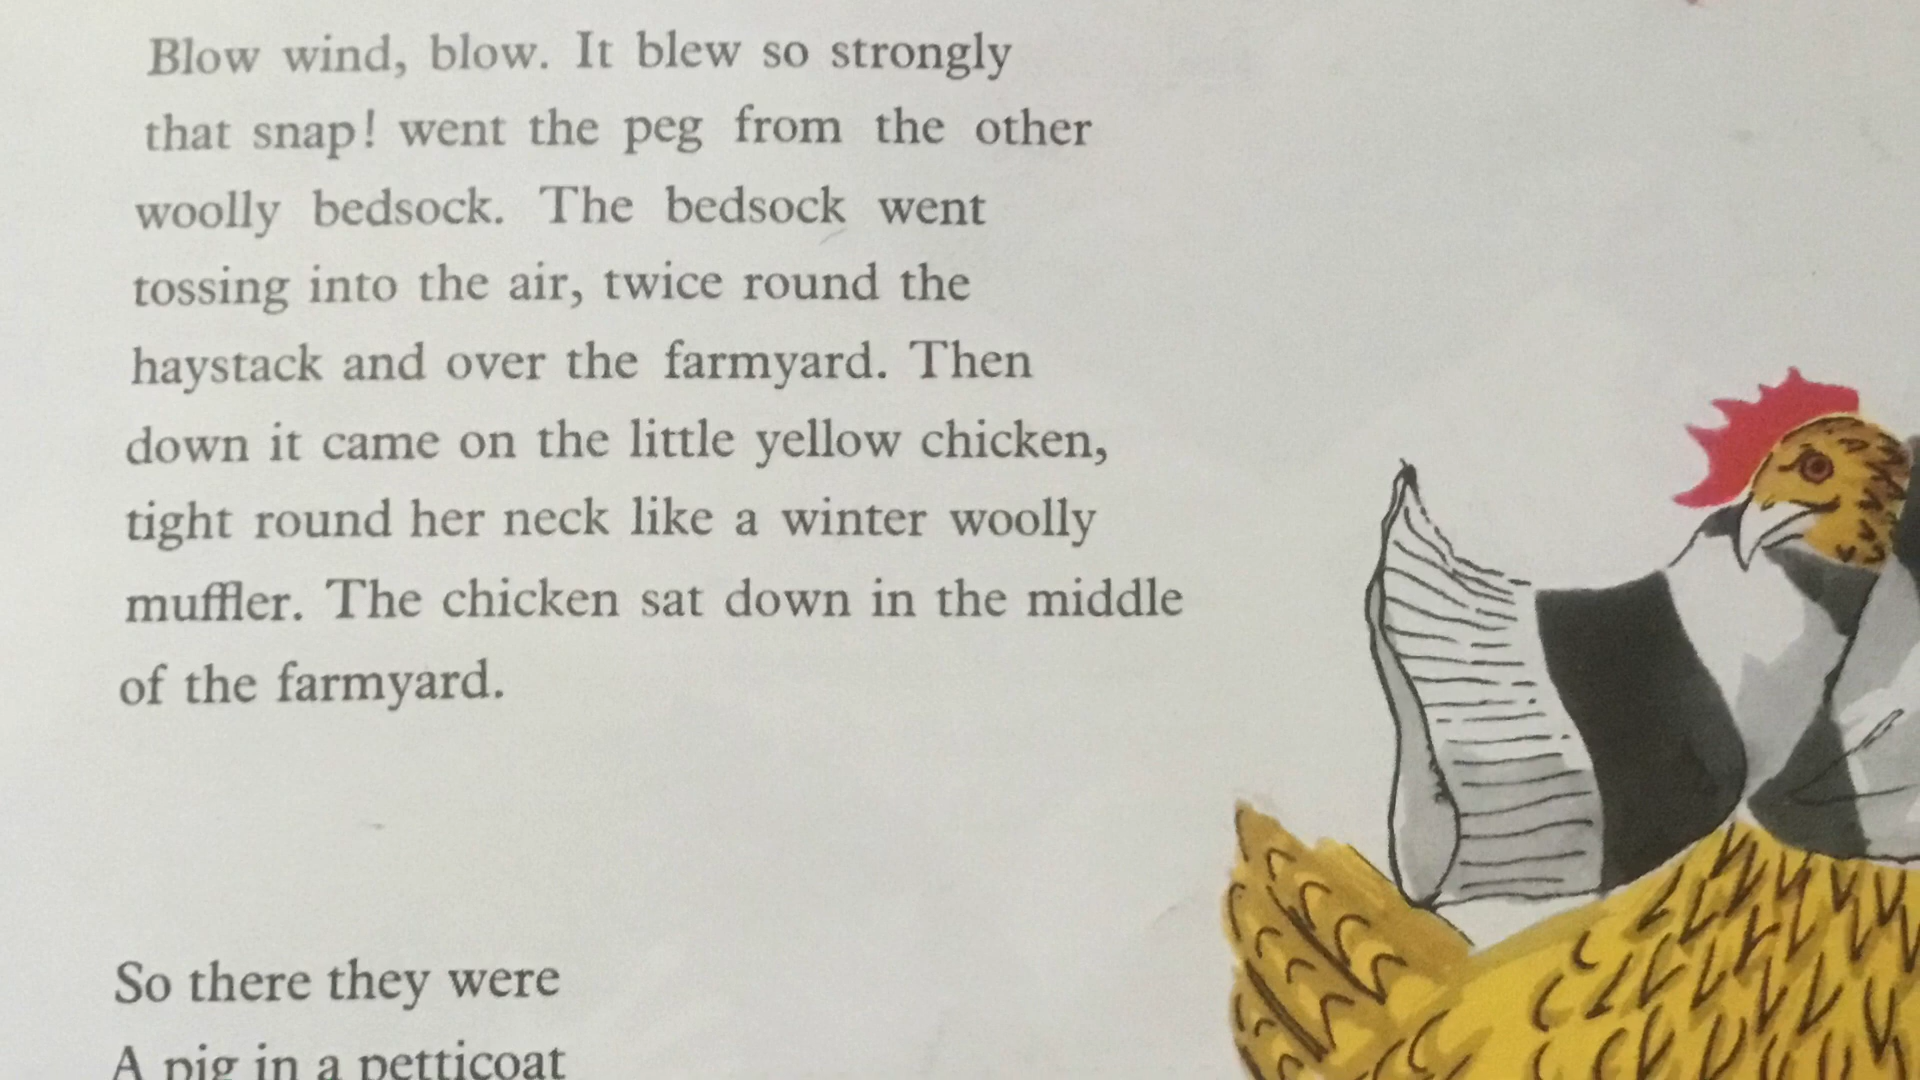 Blow wind, blow. It blew so strongly
that snap! went the peg from the other
woolly bedsock. The bedsock went
tossing into the air, twice round the
haystack and over the farmyard. Then
down it came on the little yellow chicken,
tight round her neck like a winter woolly
muffler. The chicken sat down in the middle
of the farmyard.
So there they were
A pig in a petticoat